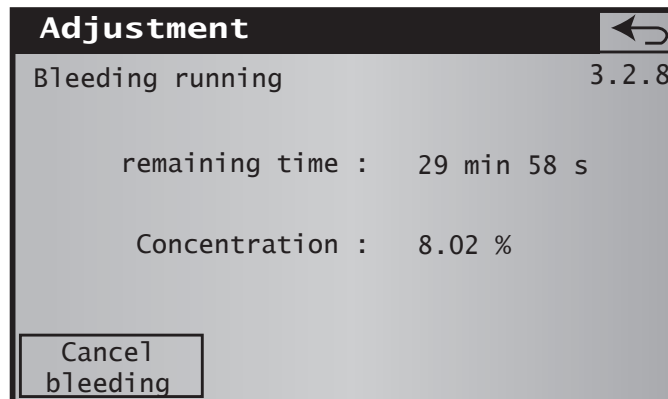 Adjustment
Bleeding running 3.2.8
remaining time : 29 min 58 s
Concentration : 8.02 %
Cancel
bleeding